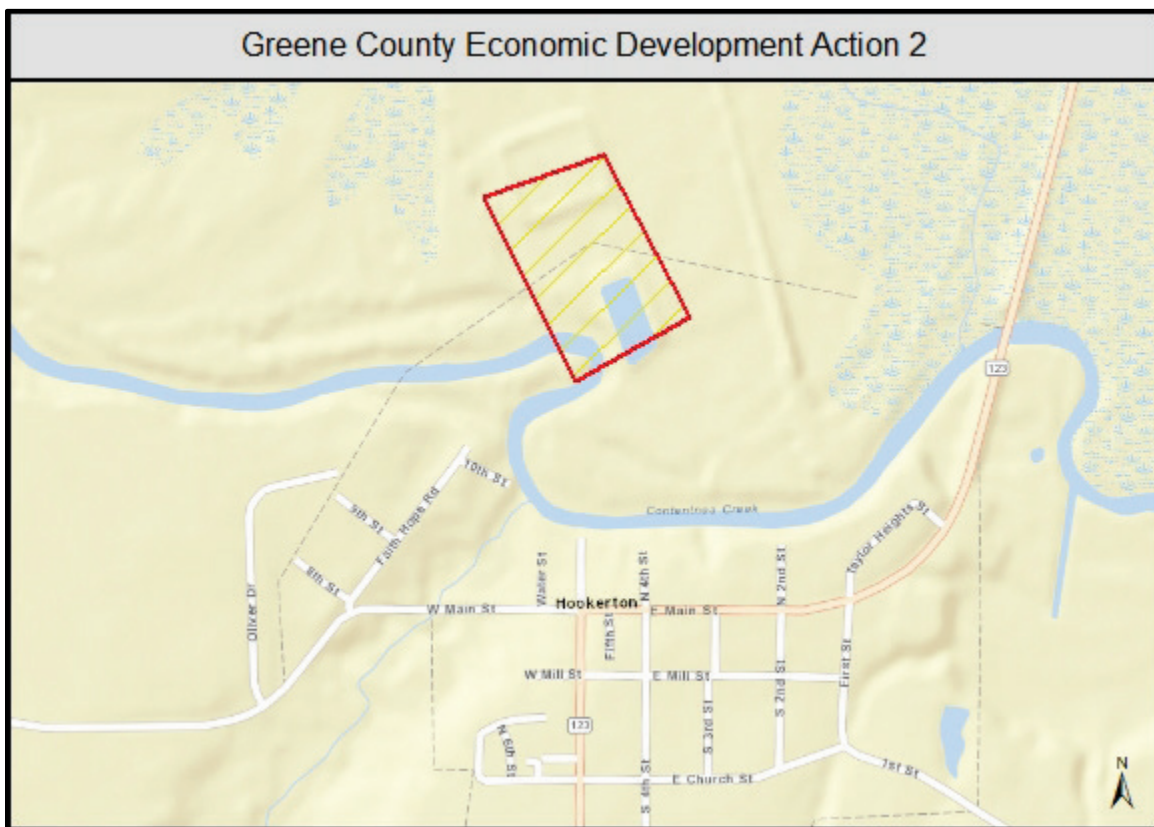 Greene County Economic Development Action 2
123
10th St
9th St
Faith Hope Rd
8th St
Oliver Dr
Contentnea Creek
Taylor Heights St
Water St
N 4th St
N 2nd St
Hookerton
W Main St
E Main St
Fifth St
First St
W Mill St
E Mill St
S 2nd St
S 3rd St
123
N 6th St
E Church St
S 4th St
1st St
N